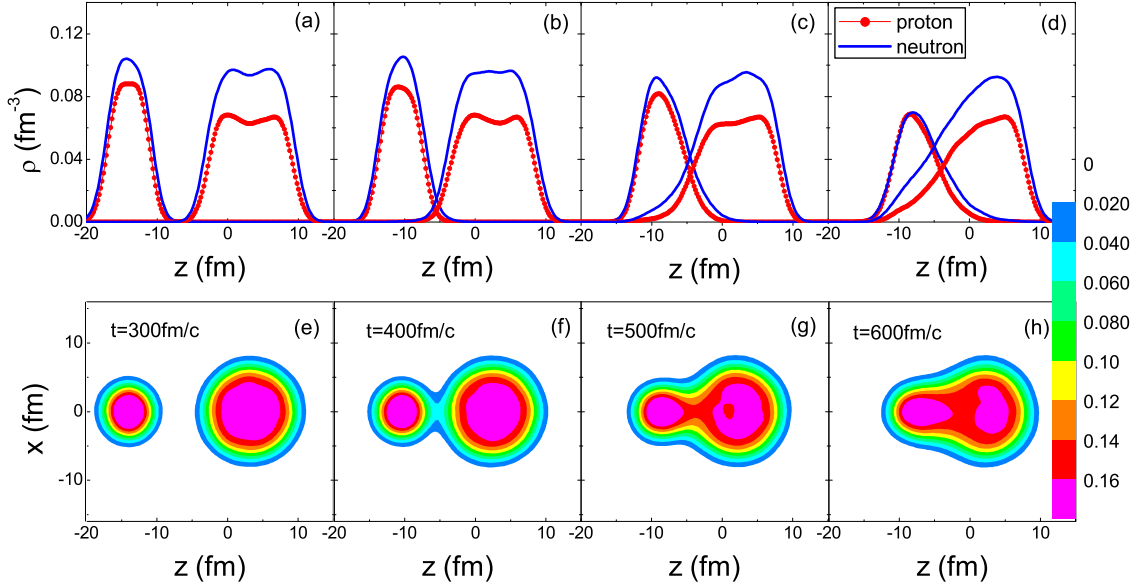 (a) (b) (c) (d)
proton
neutron
ρ (fm-3)
0.12
0.08
0.04
0.00
-20 -10 0 10 -20 -10 0 10 -20 -10 0 10 -20 -10 0 10
z (fm) z (fm) z (fm) z (fm)
0
0.020
0.040
0.060
0.080
0.10
0.12
0.14
0.16
t=300fm/c (e) t=400fm/c (f) t=500fm/c (g) t=600fm/c (h)
x (fm)
10
0
-10
-20 -10 0 10 -20 -10 0 10 -20 -10 0 10 -20 -10 0 10
z (fm) z (fm) z (fm) z (fm)